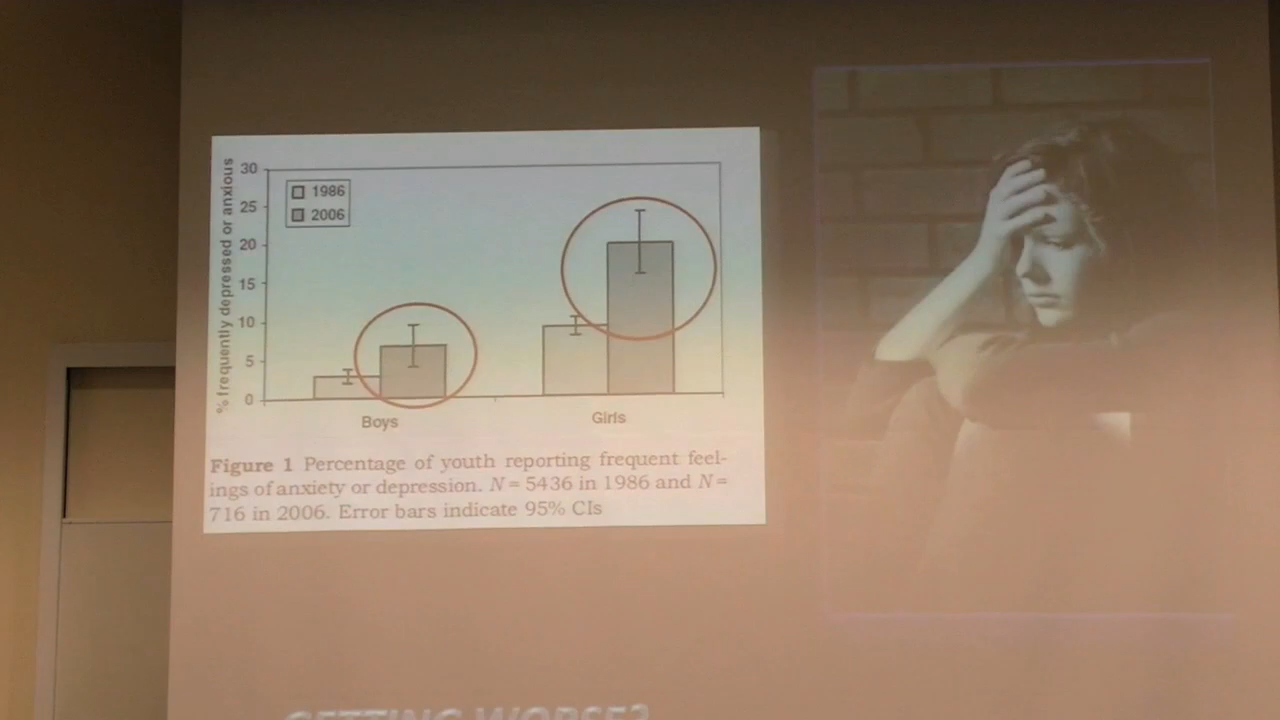 % frequently depressed or anxious
30
25
20
15
10
5
0
1986
2006
Boys
Girls
Figure 1 Percentage of youth reporting frequent feel-
ings of anxiety or depression. N = 5436 in 1986 and N =
716 in 2006. Error bars indicate 95% CIs
GETTING WORSE?